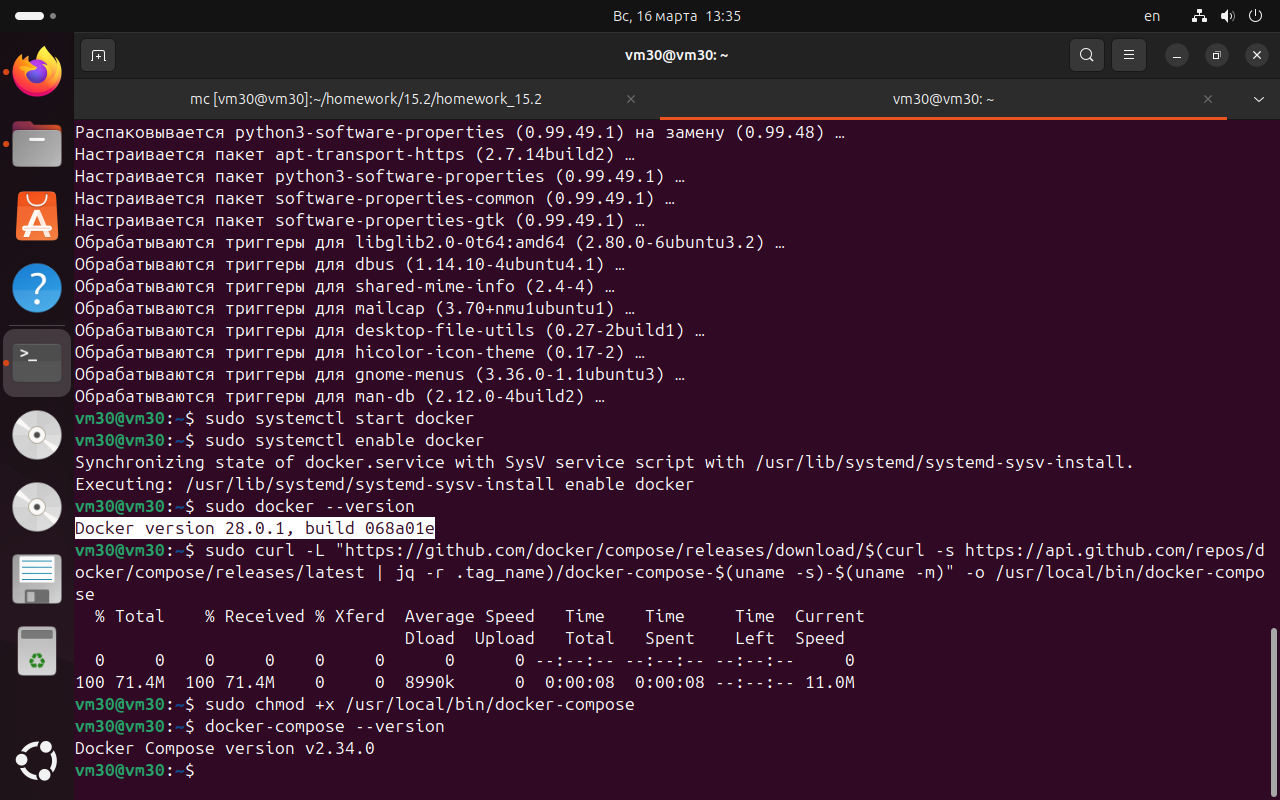 Вс, 16 марта 13:35
en
vm30@vm30: ~
mc [vm30@vm30]:~/homework/15.2/homework_15.2
vm30@vm30: ~
Распаковывается python3-software-properties (0.99.49.1) на замену (0.99.48) …
Настраивается пакет apt-transport-https (2.7.14build2) …
Настраивается пакет python3-software-properties (0.99.49.1) …
Настраивается пакет software-properties-common (0.99.49.1) …
Настраивается пакет software-properties-gtk (0.99.49.1) …
Обрабатываются триггеры для libglib2.0-0t64:amd64 (2.80.0-6ubuntu3.2) …
Обрабатываются триггеры для dbus (1.14.10-4ubuntu4.1) …
Обрабатываются триггеры для shared-mime-info (2.4-4) …
Обрабатываются триггеры для mailcap (3.70+nmu1ubuntu1) …
Обрабатываются триггеры для desktop-file-utils (0.27-2build1) …
Обрабатываются триггеры для hicolor-icon-theme (0.17-2) …
Обрабатываются триггеры для gnome-menus (3.36.0-1.1ubuntu3) …
Обрабатываются триггеры для man-db (2.12.0-4build2) …
vm30@vm30:~$ sudo systemctl start docker
vm30@vm30:~$ sudo systemctl enable docker
Synchronizing state of docker.service with SysV service script with /usr/lib/systemd/systemd-sysv-install.
Executing: /usr/lib/systemd/systemd-sysv-install enable docker
vm30@vm30:~$ sudo docker --version
Docker version 28.0.1, build 068a01e
vm30@vm30:~$ sudo curl -L "https://github.com/docker/compose/releases/download/$(curl -s https://api.github.com/repos/d
ocker/compose/releases/latest | jq -r .tag_name)/docker-compose-$(uname -s)-$(uname -m)" -o /usr/local/bin/docker-compo
se
  % Total    % Received % Xferd  Average Speed   Time    Time     Time  Current
                                 Dload  Upload   Total   Spent    Left  Speed
  0     0    0     0    0     0      0      0 --:--:-- --:--:-- --:--:--     0
100 71.4M  100 71.4M    0     0  8990k      0  0:00:08  0:00:08 --:--:-- 11.0M
vm30@vm30:~$ sudo chmod +x /usr/local/bin/docker-compose
vm30@vm30:~$ docker-compose --version
Docker Compose version v2.34.0
vm30@vm30:~$